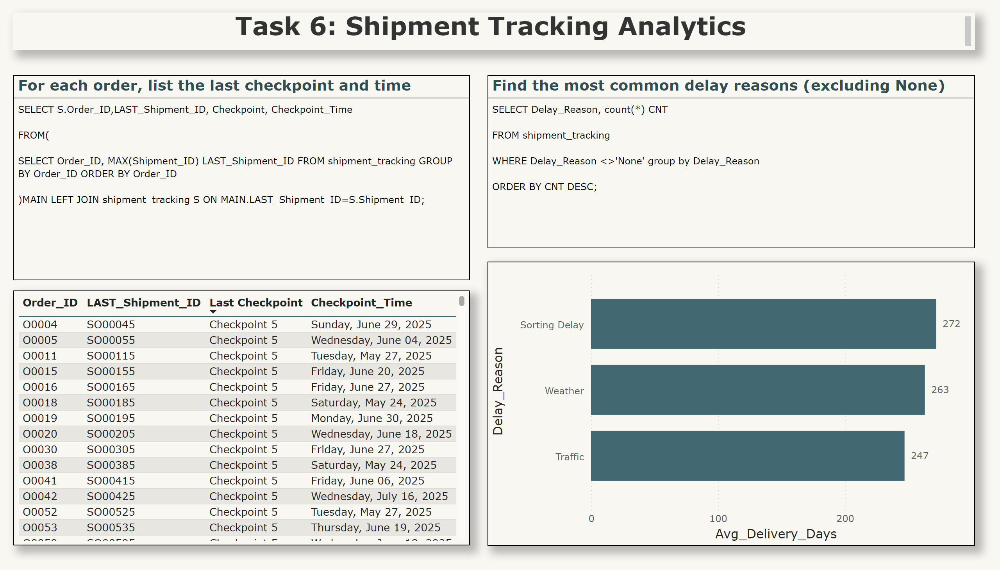 Task 6: Shipment Tracking Analytics
For each order, list the last checkpoint and time
SELECT S.Order_ID,LAST_Shipment_ID, Checkpoint, Checkpoint_Time
FROM(
SELECT Order_ID, MAX(Shipment_ID) LAST_Shipment_ID FROM shipment_tracking GROUP
BY Order_ID ORDER BY Order_ID
)MAIN LEFT JOIN shipment_tracking S ON MAIN.LAST_Shipment_ID=S.Shipment_ID;
Order_ID LAST_Shipment_ID Last Checkpoint Checkpoint_Time
O0004 SO00045 Checkpoint 5 Sunday, June 29, 2025
O0005 SO00055 Checkpoint 5 Wednesday, June 04, 2025
O0011 SO00115 Checkpoint 5 Tuesday, May 27, 2025
O0015 SO00155 Checkpoint 5 Friday, June 20, 2025
O0016 SO00165 Checkpoint 5 Friday, June 27, 2025
O0018 SO00185 Checkpoint 5 Saturday, May 24, 2025
O0019 SO00195 Checkpoint 5 Monday, June 30, 2025
O0020 SO00205 Checkpoint 5 Wednesday, June 18, 2025
O0030 SO00305 Checkpoint 5 Friday, June 27, 2025
O0038 SO00385 Checkpoint 5 Saturday, May 24, 2025
O0041 SO00415 Checkpoint 5 Friday, June 06, 2025
O0042 SO00425 Checkpoint 5 Wednesday, July 16, 2025
O0052 SO00525 Checkpoint 5 Tuesday, May 27, 2025
O0053 SO00535 Checkpoint 5 Thursday, June 19, 2025
Find the most common delay reasons (excluding None)
SELECT Delay_Reason, count(*) CNT
FROM shipment_tracking
WHERE Delay_Reason <>'None' group by Delay_Reason
ORDER BY CNT DESC;
Delay_Reason
Sorting Delay 272
Weather 263
Traffic 247
0 100 200
Avg_Delivery_Days